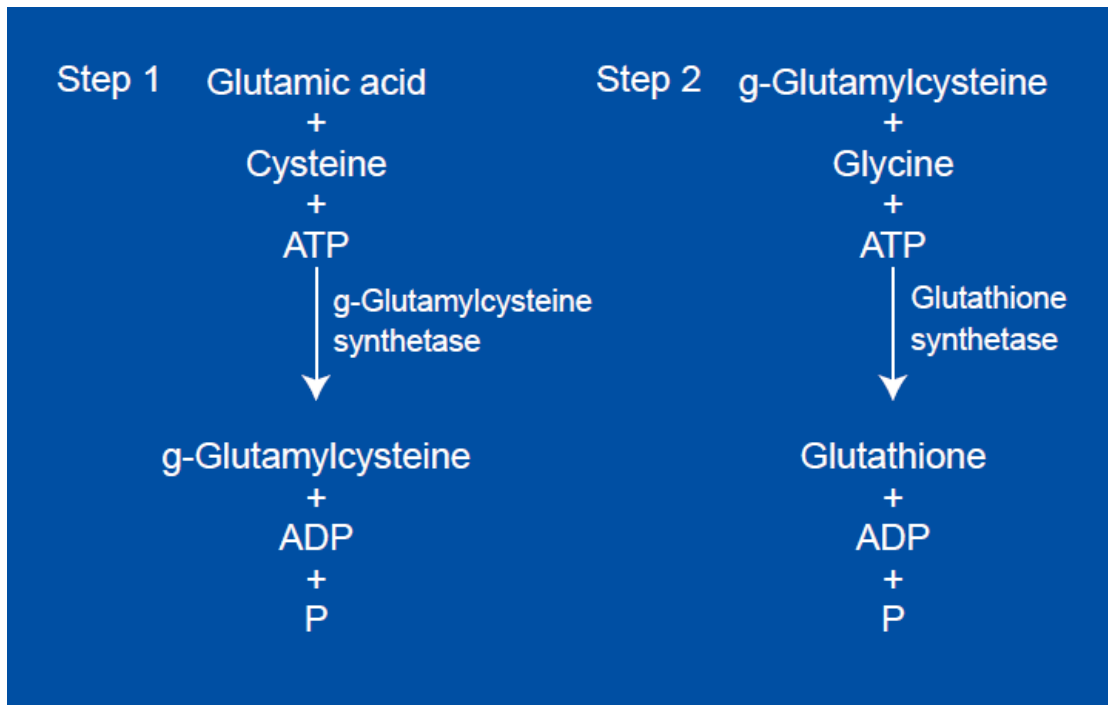 Step 1
Glutamic acid
+
Cysteine
+
ATP
g-Glutamylcysteine
synthetase
g-Glutamylcysteine
+
ADP
+
P
Step 2
g-Glutamylcysteine
+
Glycine
+
ATP
Glutathione
synthetase
Glutathione
+
ADP
+
P